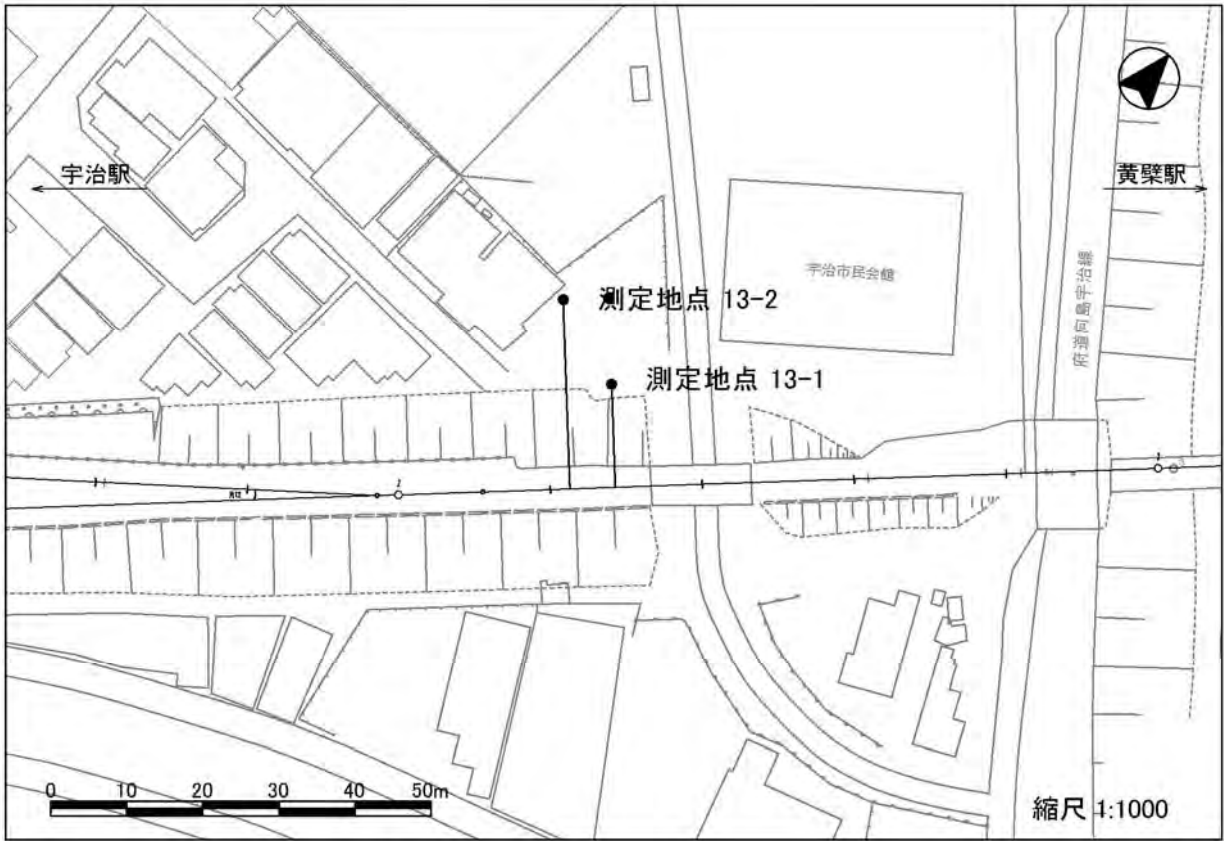 宇治駅
黄檗駅
宇治市民会館
府道向島宇治線
測定地点 13-2
測定地点 13-1
0 10 20 30 40 50m
縮尺 1:1000